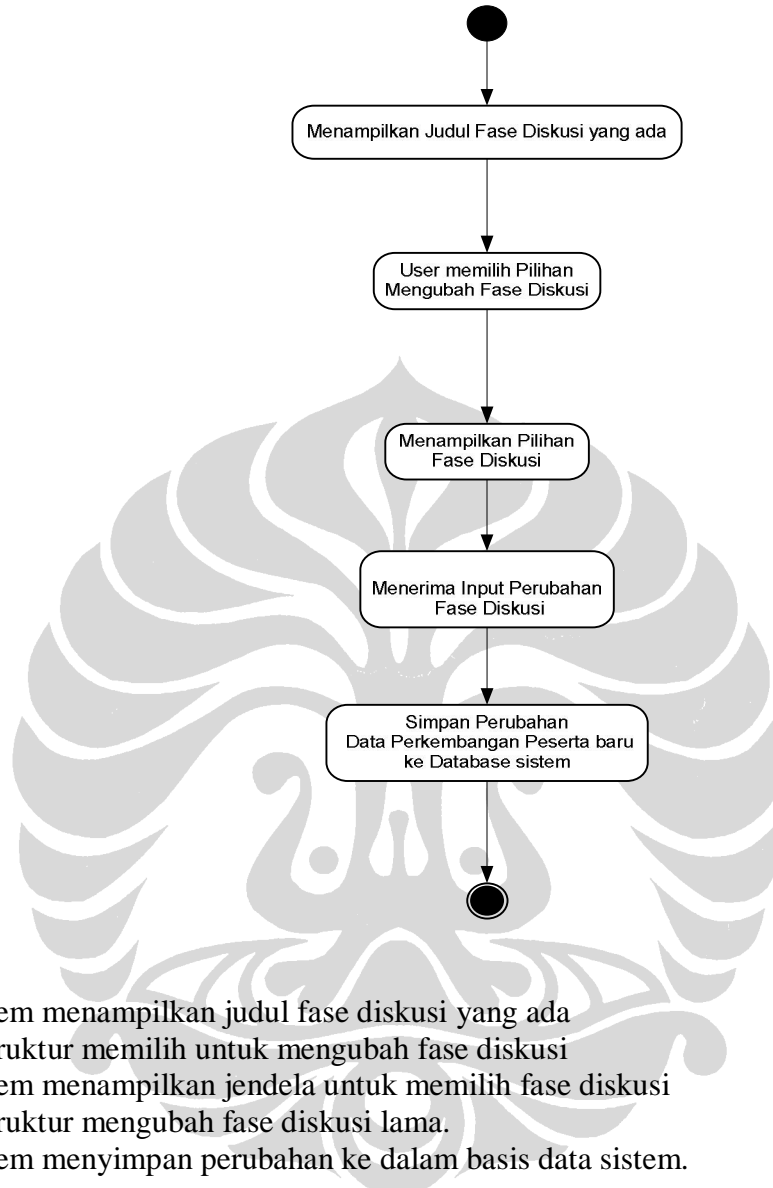 Menampilkan Judul Fase Diskusi yang ada
User memilih Pilihan
Mengubah Fase Diskusi
Menampilkan Pilihan
Fase Diskusi
Menerima Input Perubahan
Fase Diskusi
Simpan Perubahan
Data Perkembangan Peserta baru
ke Database sistem
em menampilkan judul fase diskusi yang ada
ruktur memilih untuk mengubah fase diskusi
em menampilkan jendela untuk memilih fase diskusi
ruktur mengubah fase diskusi lama.
em menyimpan perubahan ke dalam basis data sistem.